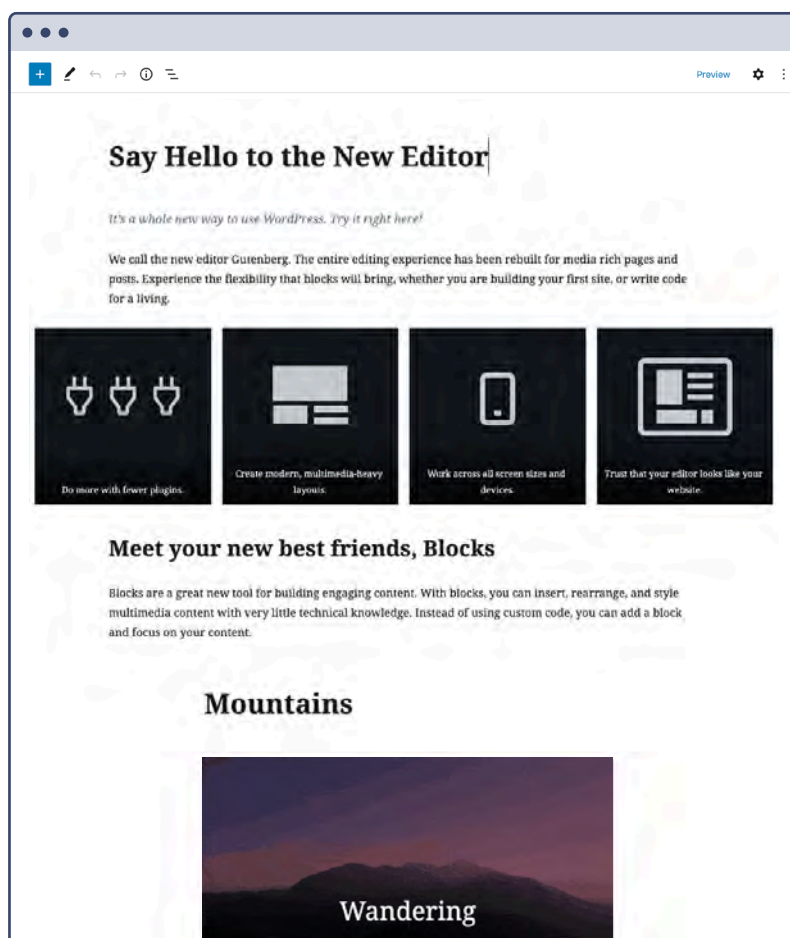 Preview
Say Hello to the New Editor
It's a whole new way to use WordPress. Try it right here!
We call the new editor Gutenberg. The entire editing experience has been rebuilt for media rich pages and
posts. Experience the flexibility that blocks will bring, whether you are building your first site, or write code
for a living.
Do more with fewer plugins.
Create modern, multimedia-heavy
layouts.
Work across all screen sizes and
devices.
Trust that your editor looks like your
website.
Meet your new best friends, Blocks
Blocks are a great new tool for building engaging content. With blocks, you can insert, rearrange, and style
multimedia content with very little technical knowledge. Instead of using custom code, you can add a block
and focus on your content.
Mountains
Wandering